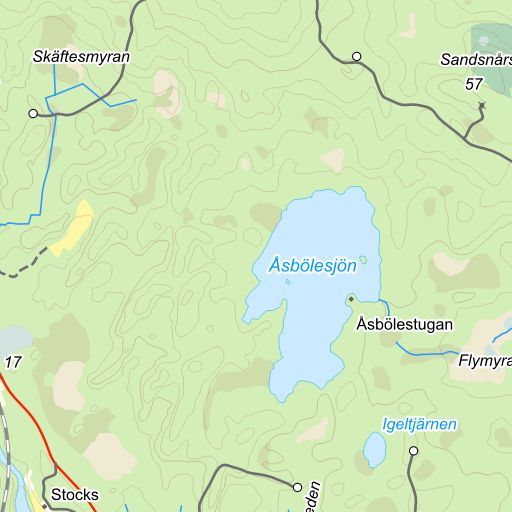 Skäftesmyran
Sandsnårs
57
Åsbölesjön
Åsbölestugan
17
Flymyra
Igeltjärnen
Stocks
eden